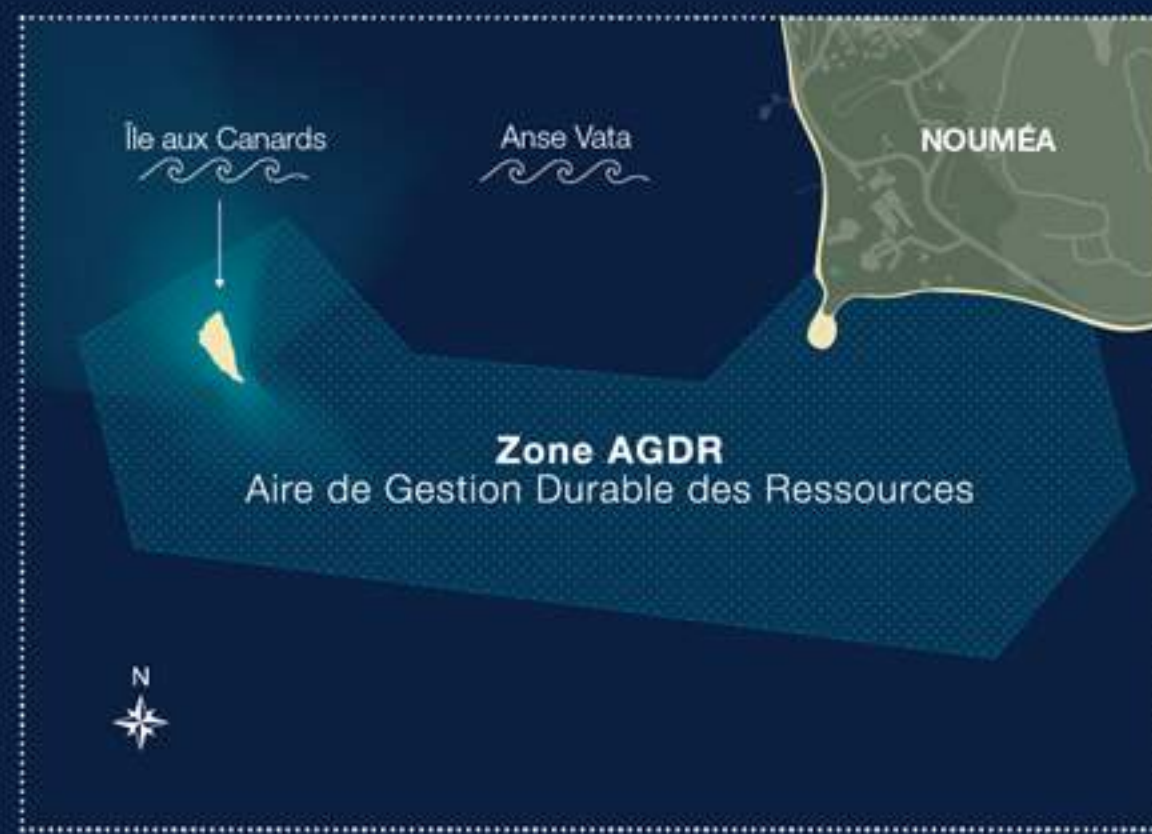 Île aux Canards
Anse Vata
NOUMÉA
Zone AGDR
Aire de Gestion Durable des Ressources
N